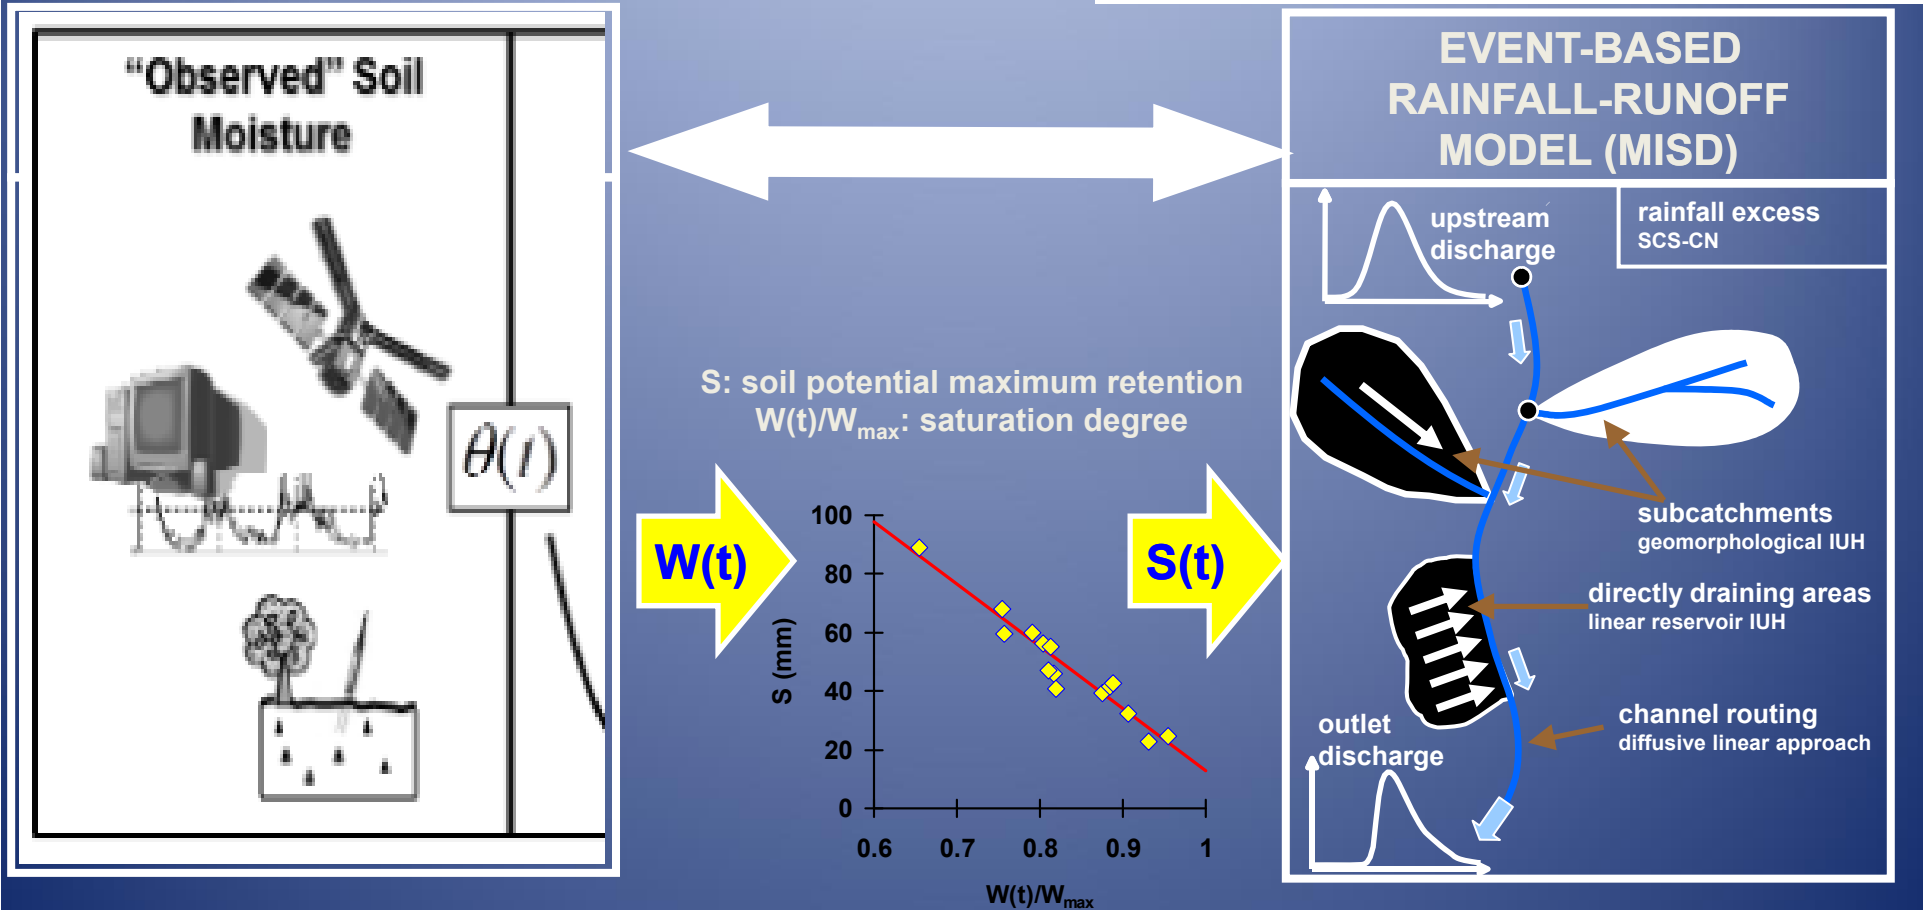 “Observed” Soil
Moisture
θ(t)
EVENT-BASED
RAINFALL-RUNOFF
MODEL (MISD)
rainfall excess
SCS-CN
upstream
discharge
S: soil potential maximum retention
W(t)/Wmax: saturation degree
W(t)
S(t)
100
80
60
40
20
0
S (mm)
0.6 0.7 0.8 0.9 1
W(t)/Wmax
subcatchments
geomorphological IUH
directly draining areas
linear reservoir IUH
channel routing
diffusive linear approach
outlet
discharge